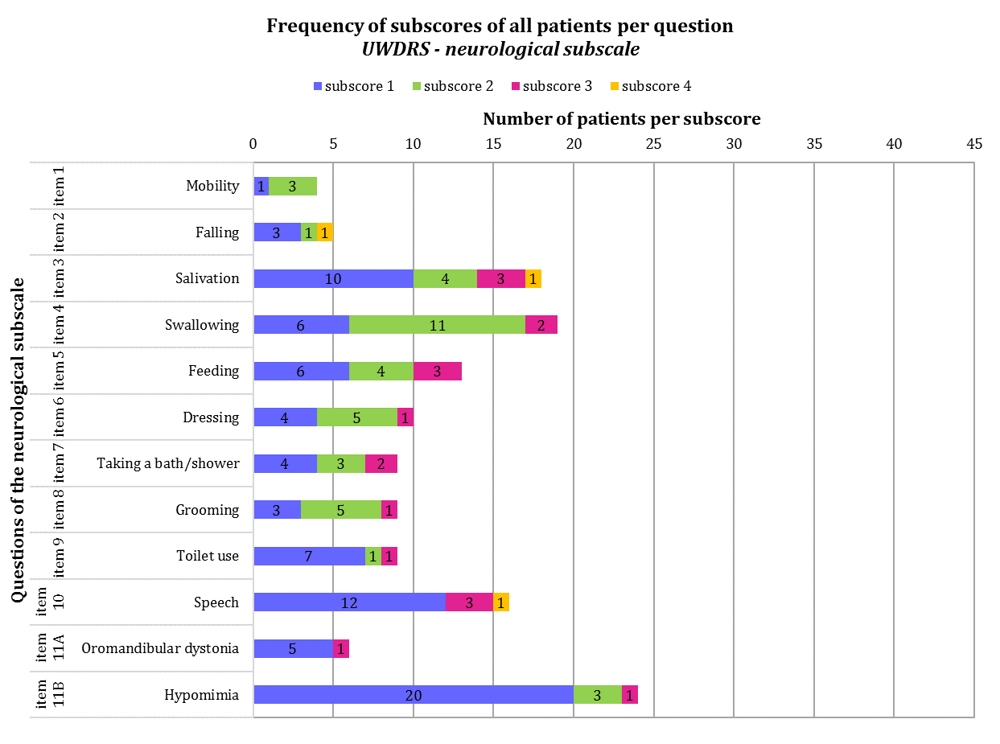 Frequency of subscores of all patients per question
UWDRS - neurological subscale
subscore 1 subscore 2 subscore 3 subscore 4
Number of patients per subscore
0 5 10 15 20 25 30 35 40 45
Questions of the neurological subscale
item 1 Mobility 1 3
item 2 Falling 3 1 1
item 3 Salivation 10 4 3 1
item 4 Swallowing 6 11 2
item 5 Feeding 6 4 3
item 6 Dressing 4 5 1
item 7 Taking a bath/shower 4 3 2
item 8 Grooming 3 5 1
item 9 Toilet use 7 1 1
item 10 Speech 12 3 1
item 11A Oromandibular dystonia 5 1
item 11B Hypomimia 20 3 1